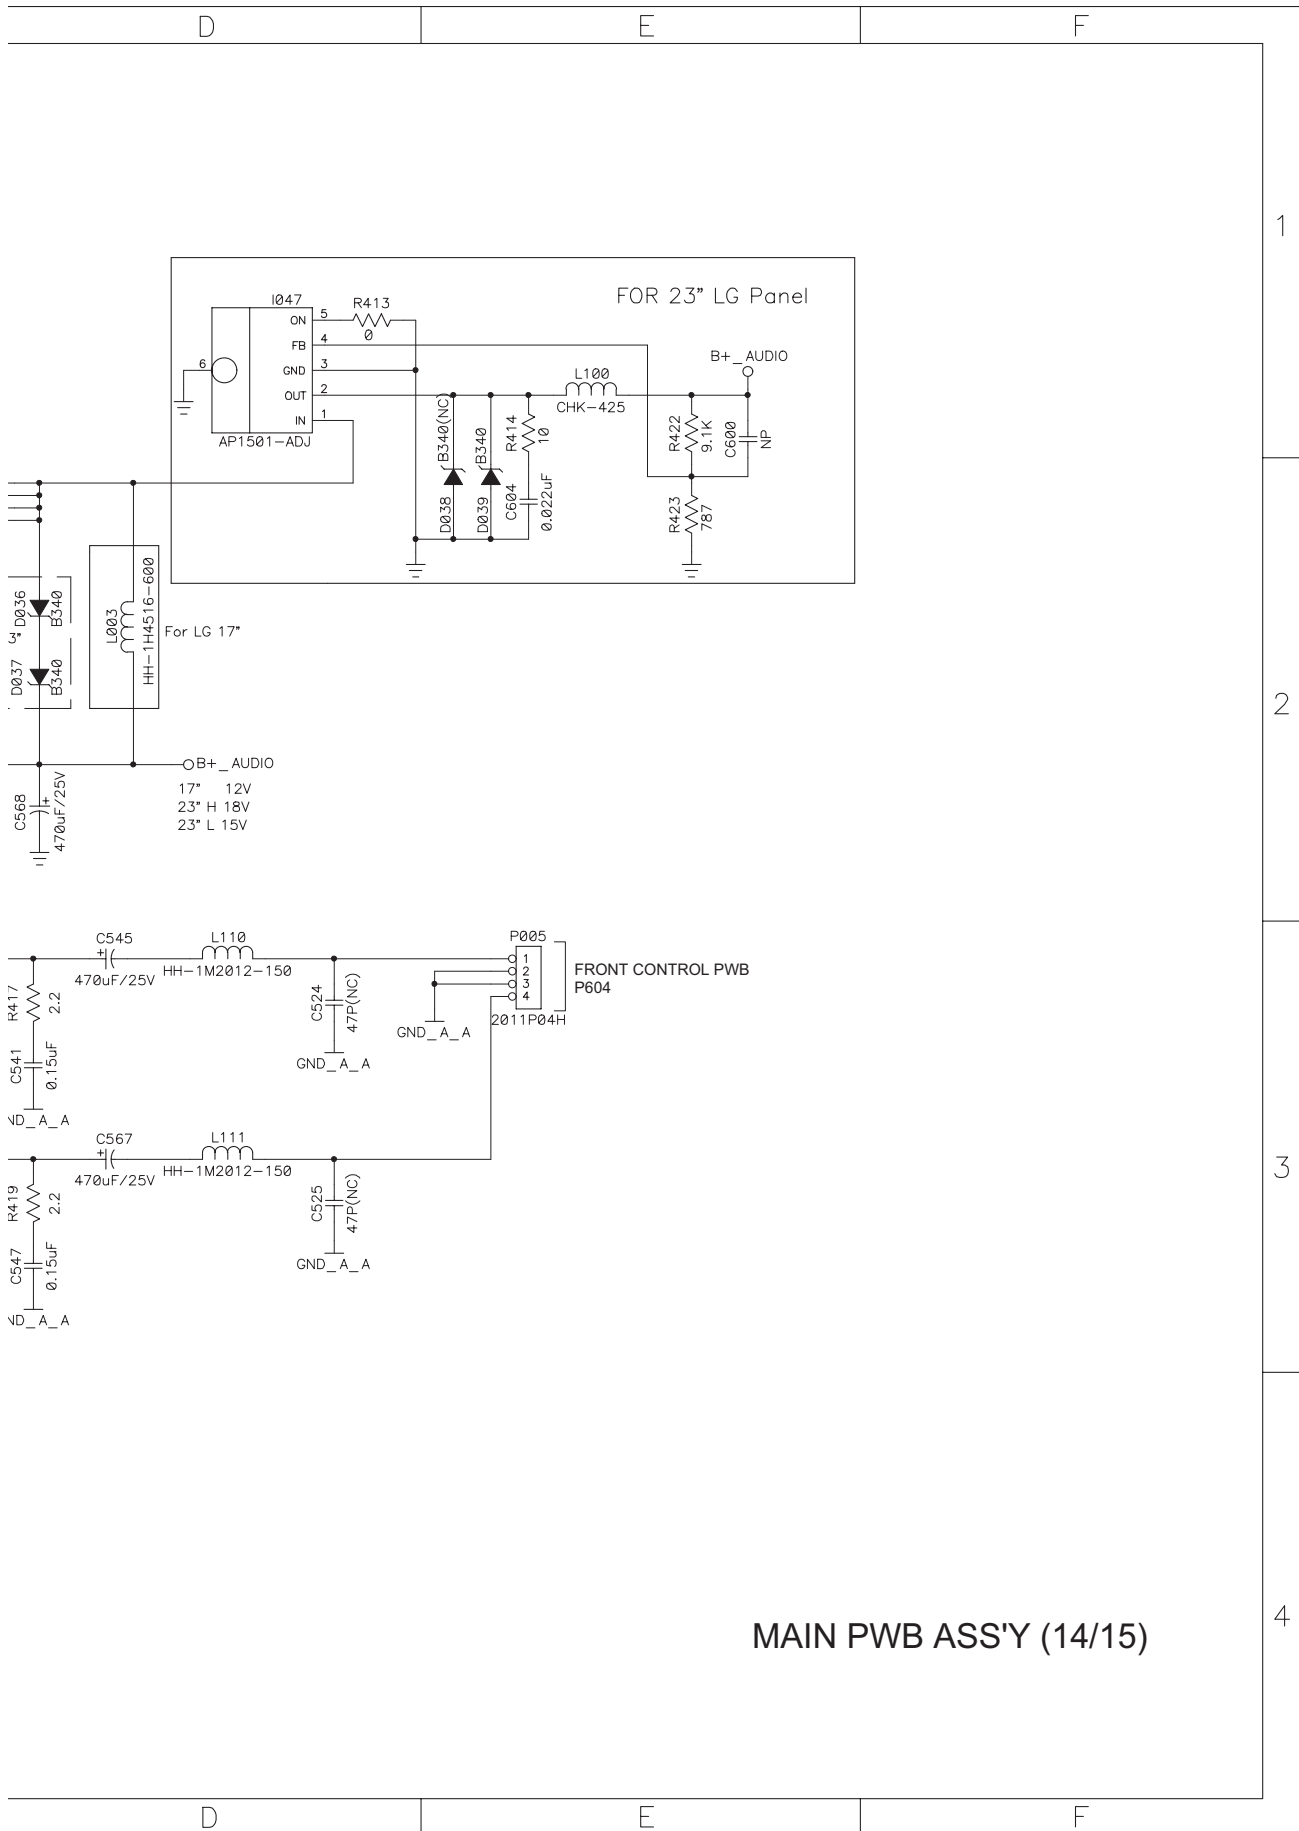 D E F
1
FOR 23" LG Panel
I047
ON 5
FB 4
GND 3
OUT 2
IN 1
6
AP1501-ADJ
R413
0
B+_AUDIO
L100
CHK-425
B340(NC)
D038
B340
D039
R414
10
C604
0.022uF
R422
9.1K
C600
NP
R423
787
D036
B340
3"
D037
B340
L003
HH-1H4516-600
For LG 17"
2
B+_AUDIO
17" 12V
23" H 18V
23" L 15V
C568
+
470uF/25V
C545
+
470uF/25V
L110
HH-1M2012-150
R417
2.2
C541
0.15uF
ND_A_A
C524
47P(NC)
GND_A_A
GND_A_A
P005
1
2
3
4
2011P04H
FRONT CONTROL PWB
P604
C567
+
470uF/25V
L111
HH-1M2012-150
R419
2.2
C547
0.15uF
ND_A_A
C525
47P(NC)
GND_A_A
3
MAIN PWB ASS'Y (14/15)
4
D E F